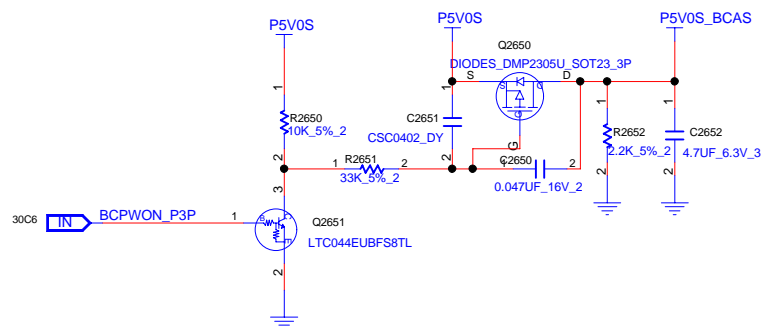 P5V0S
P5V0S
P5V0S_BCAS
Q2650
DIODES_DMP2305U_SOT23_3P
S
D
S
D
G
G
1
R2650
10K_5%_2
2
1
C2651
CSC0402_DY
2
1
R2652
2.2K_5%_2
2
1
C2652
4.7UF_6.3V_3
2
1
R2651
2
33K_5%_2
1
C2650
2
0.047UF_16V_2
3
30C6
IN
BCPWON_P3P
1
B
C
E
Q2651
LTC044EUBFS8TL
2